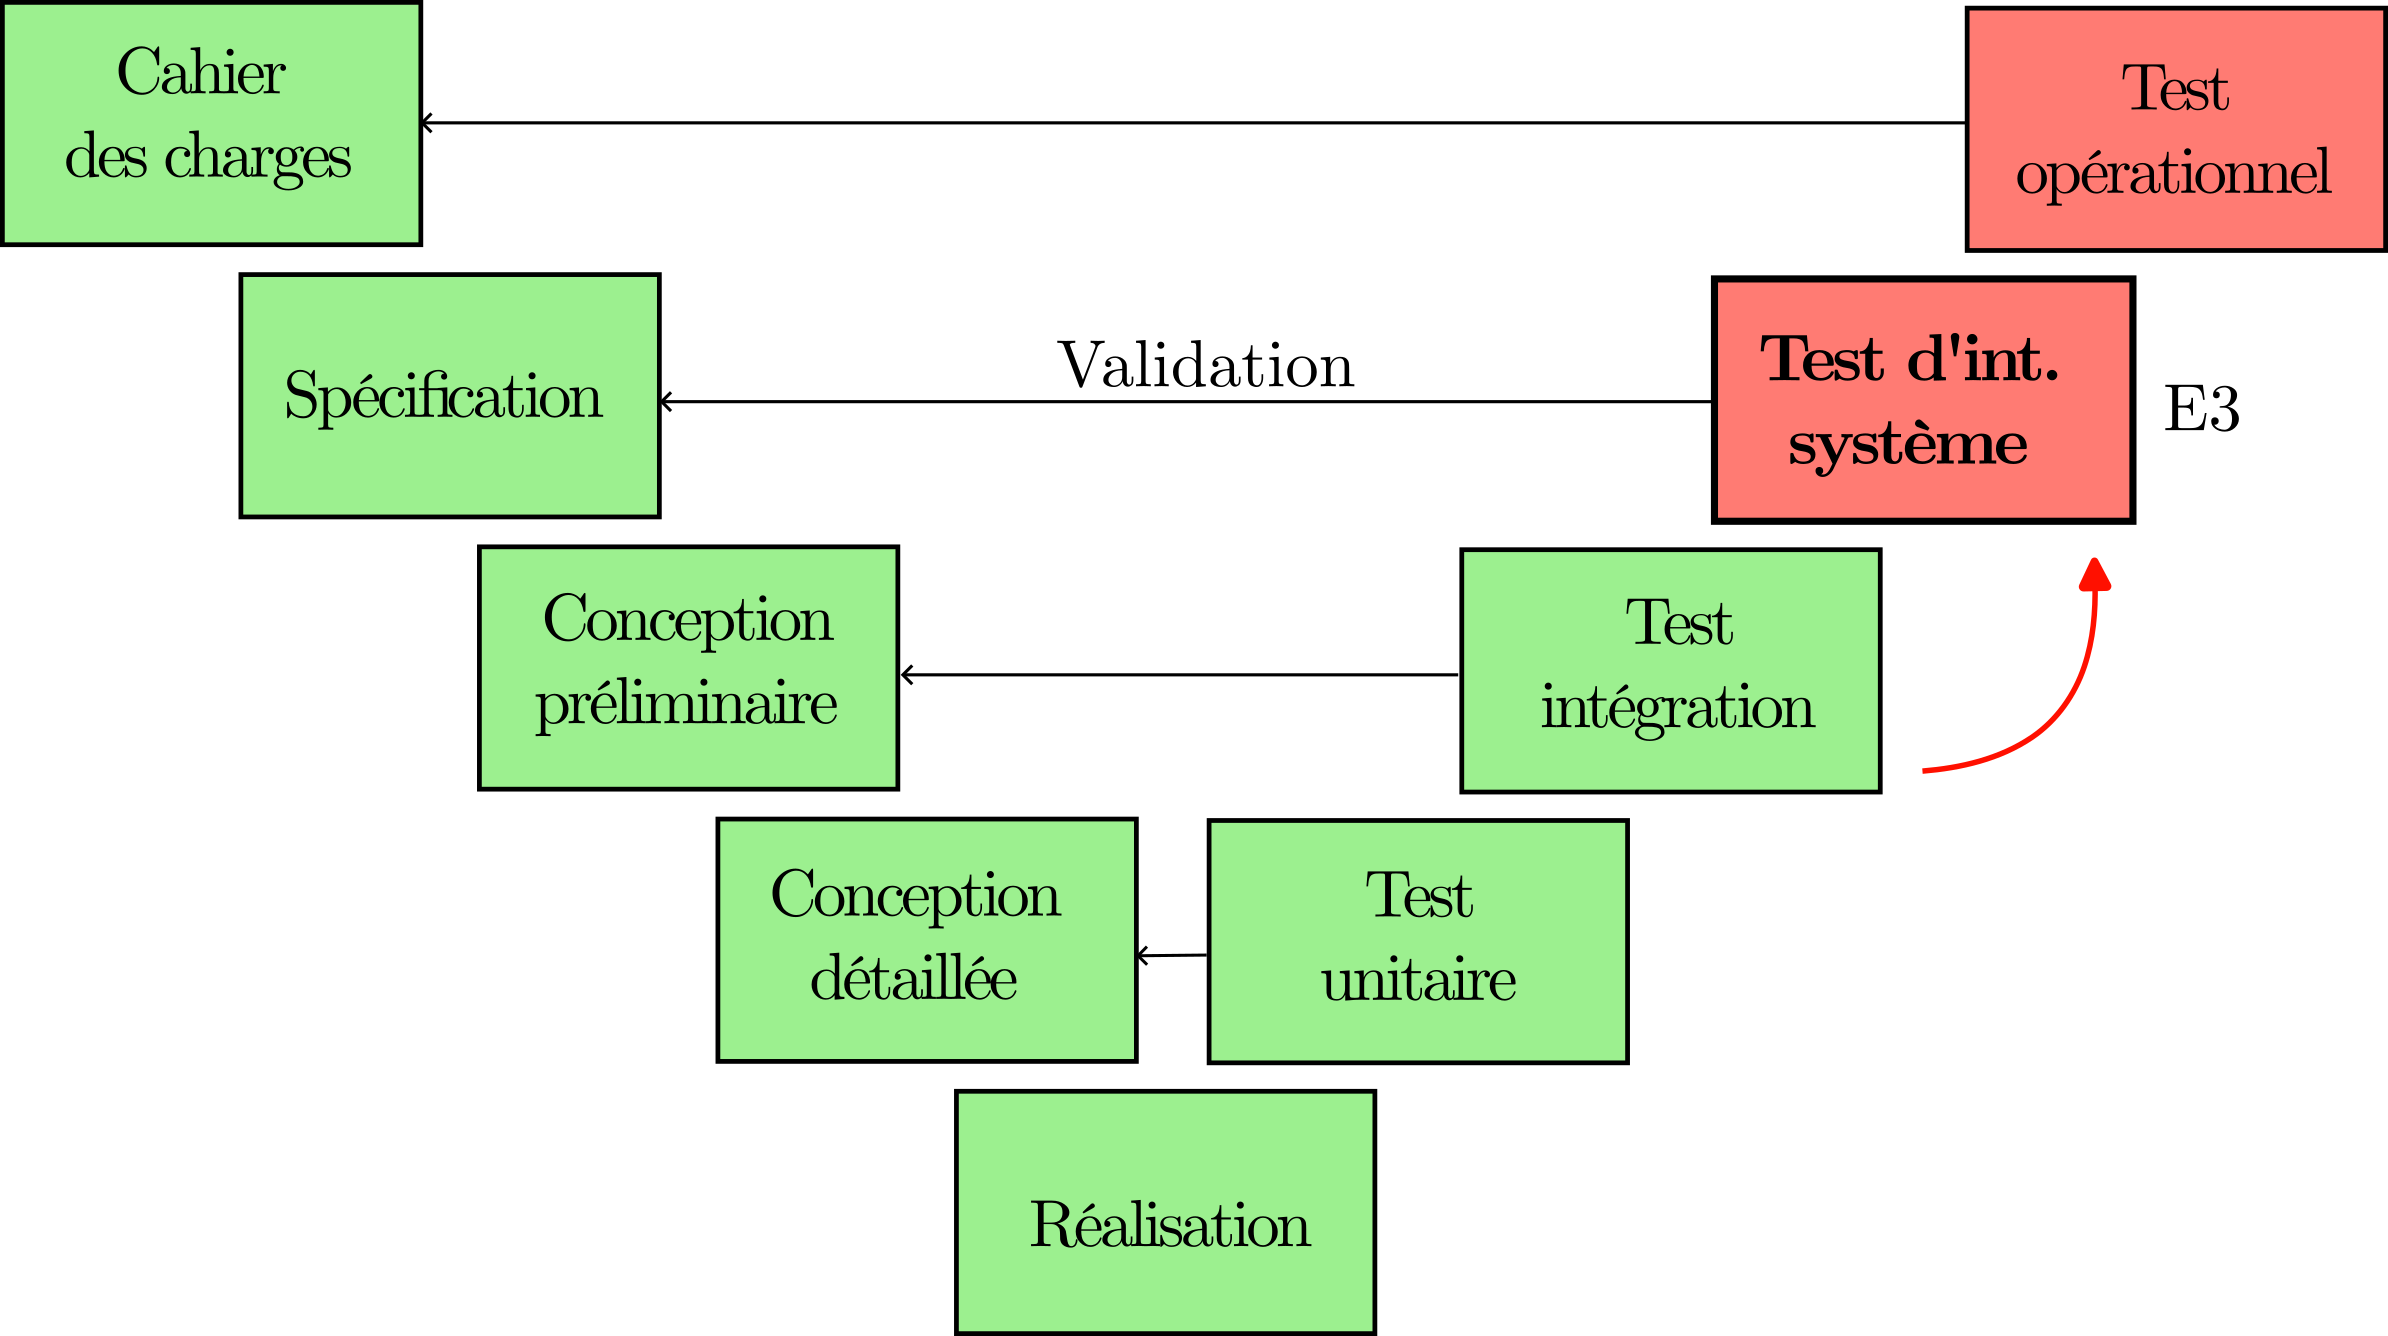 Cahier
des charges
Test
opérationnel
Spécification
Validation
Test d'int.
système
E3
Conception
préliminaire
Test
intégration
Conception
détaillée
Test
unitaire
Réalisation